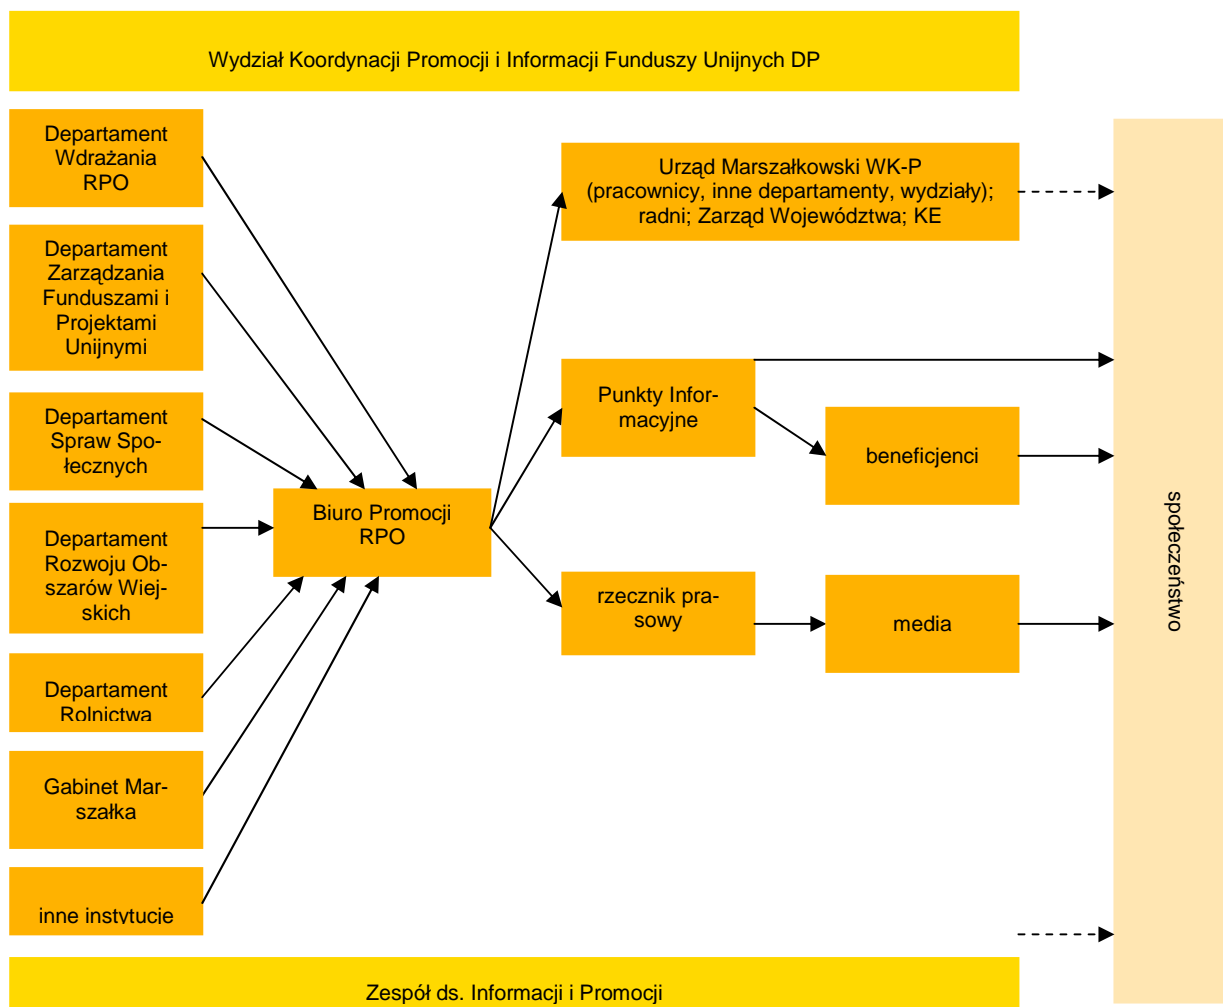 Wydział Koordynacji Promocji i Informacji Funduszy Unijnych DP
Departament
Wdrażania
RPO
Departament
Zarządzania
Funduszami i
Projektami
Unijnymi
Departament
Spraw Spo-
łecznych
Departament
Rozwoju Ob-
szarów Wiej-
skich
Departament
Rolnictwa
Gabinet Mar-
szałka
inne instytucje
Biuro Promocji
RPO
Urząd Marszałkowski WK-P
(pracownicy, inne departamenty, wydziały);
radni; Zarząd Województwa; KE
Punkty Infor-
macyjne
beneficjenci
rzecznik pra-
sowy
media
społeczeństwo
Zespół ds. Informacji i Promocji